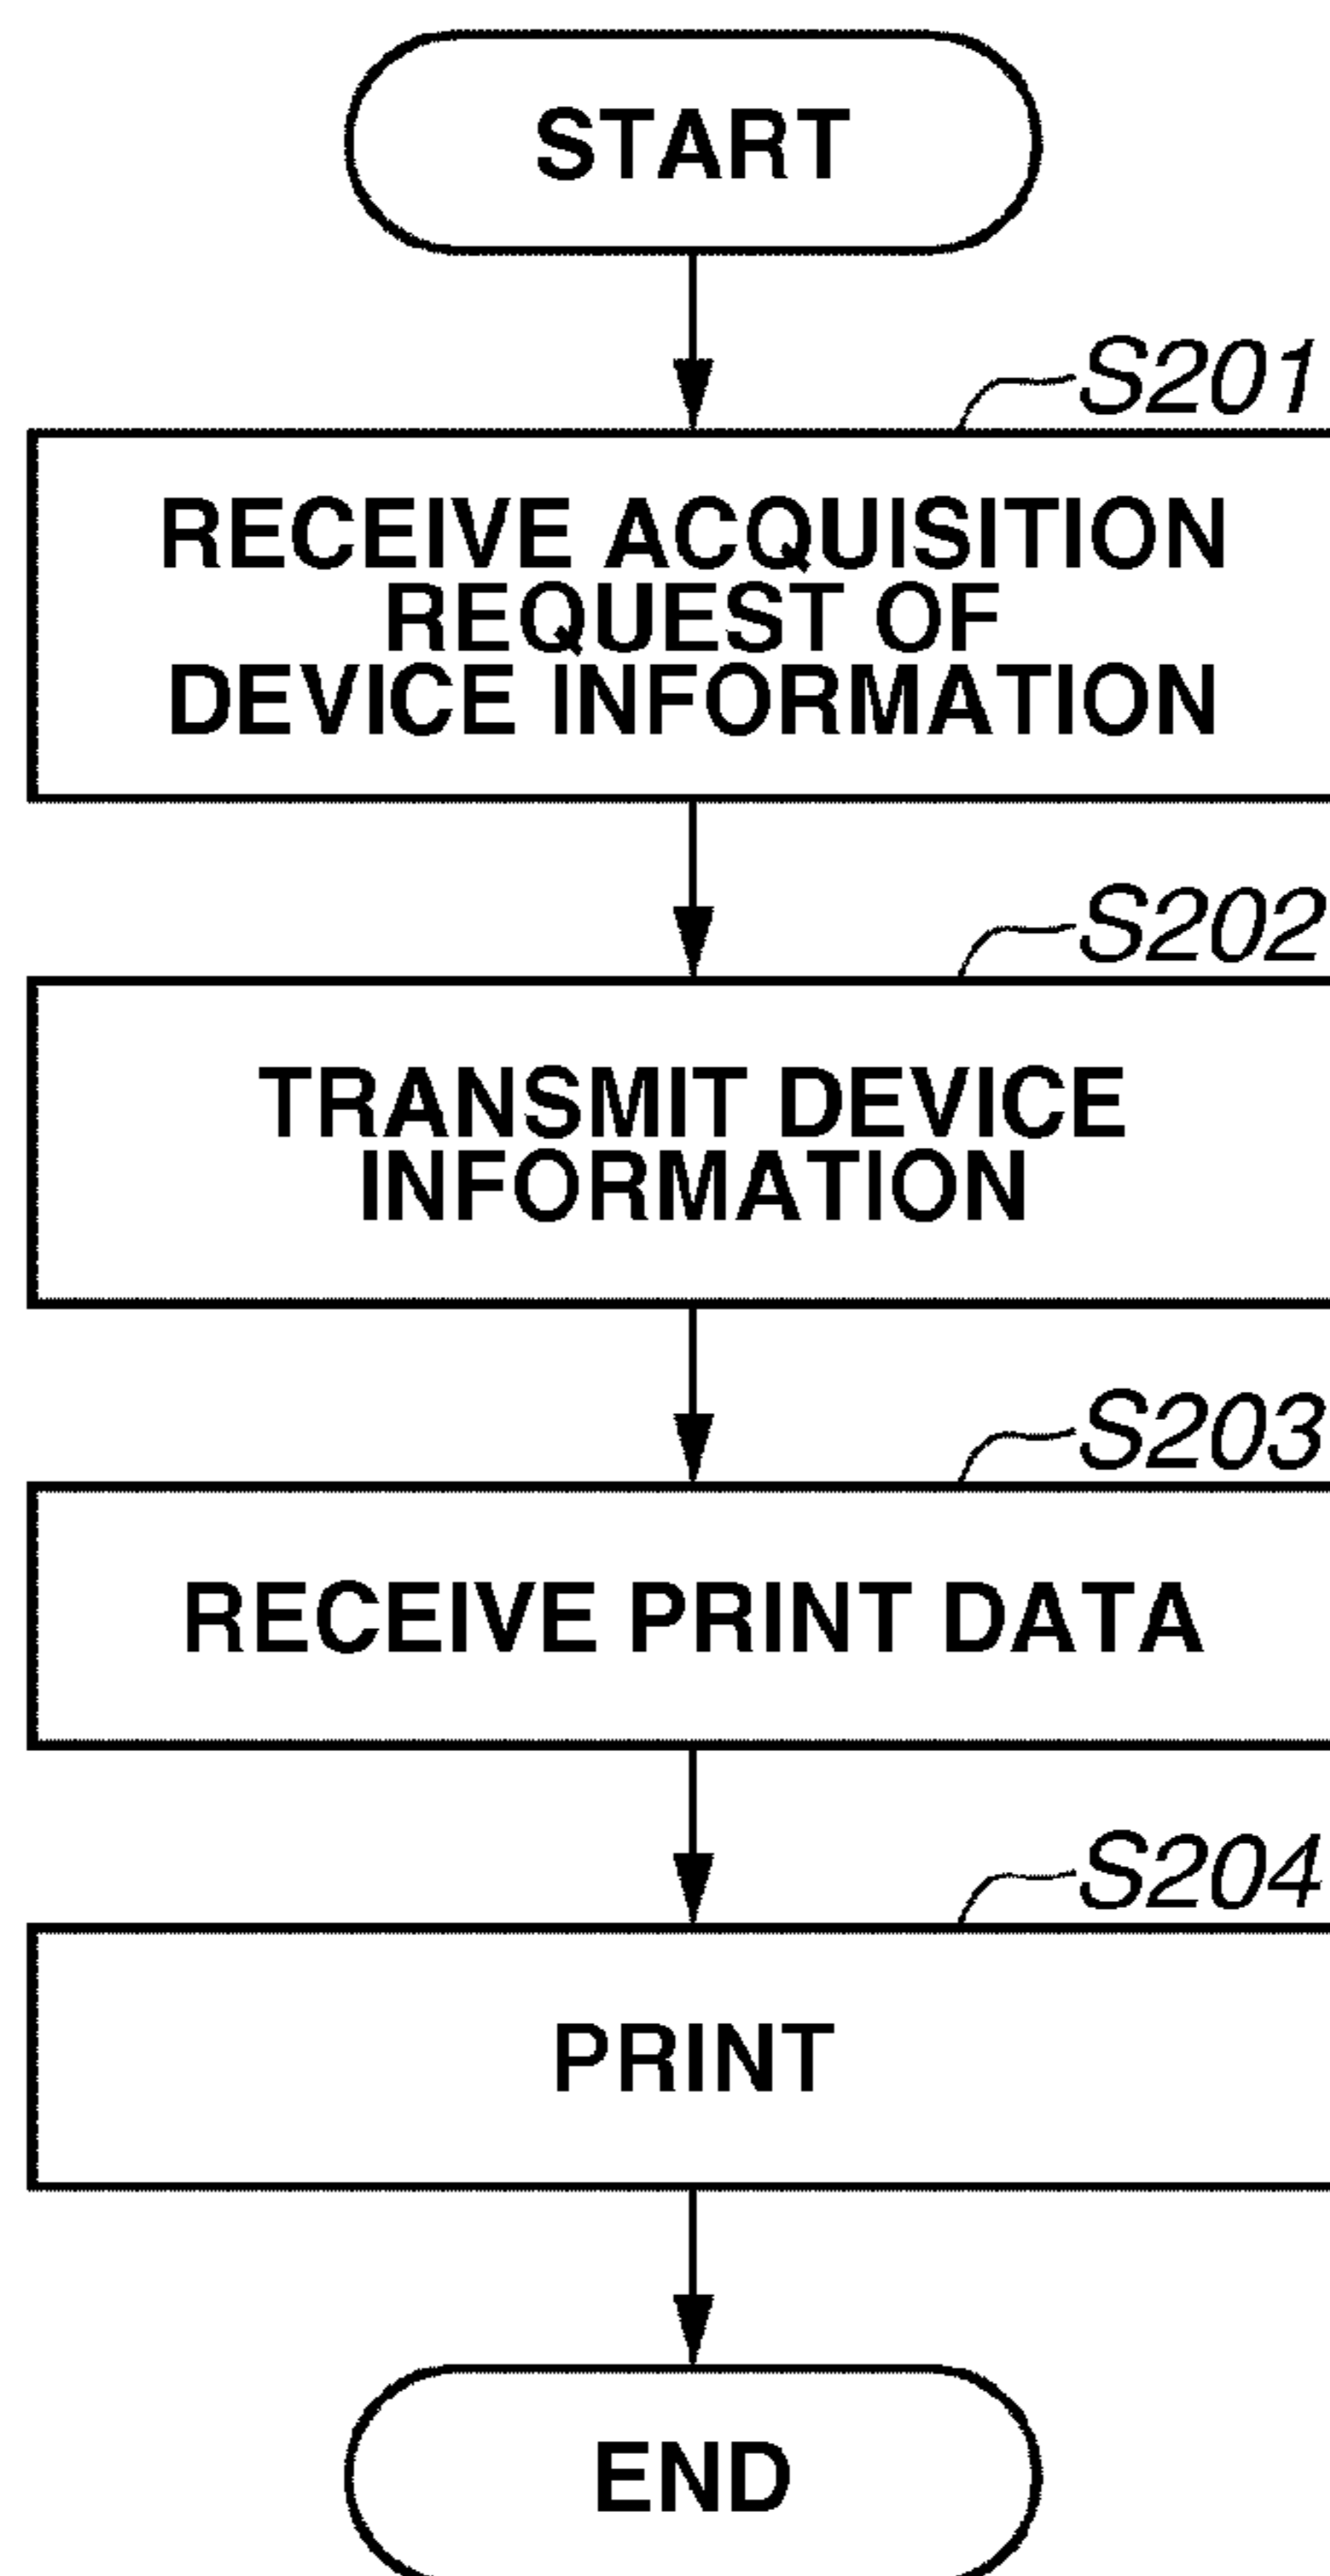 START
S201
RECEIVE ACQUISITION
REQUEST OF
DEVICE INFORMATION
S202
TRANSMIT DEVICE
INFORMATION
S203
RECEIVE PRINT DATA
S204
PRINT
END